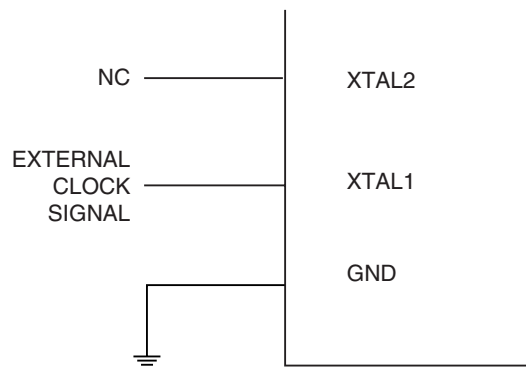 NC
XTAL2
EXTERNAL
CLOCK
SIGNAL
XTAL1
GND